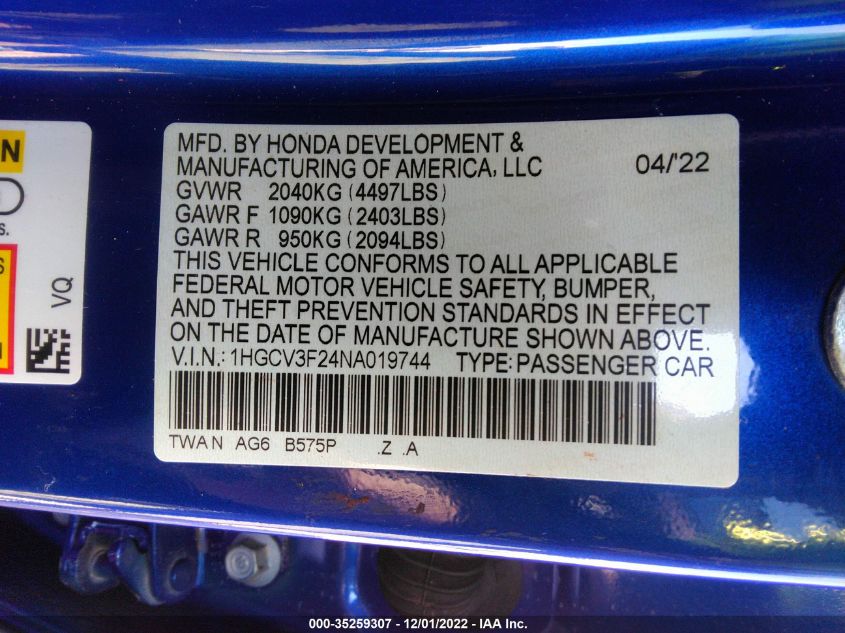 MFD. BY HONDA DEVELOPMENT &
MANUFACTURING OF AMERICA, LLC 04/'22
GVWR 2040KG (4497LBS)
GAWR F 1090KG (2403LBS)
GAWR R 950KG (2094LBS)
THIS VEHICLE CONFORMS TO ALL APPLICABLE
FEDERAL MOTOR VEHICLE SAFETY, BUMPER,
AND THEFT PREVENTION STANDARDS IN EFFECT
ON THE DATE OF MANUFACTURE SHOWN ABOVE.
V.I.N.: 1HGCV3F24NA019744 TYPE: PASSENGER CAR
TWA N AG6 B575P .Z .A
VQ
000-35259307 - 12/01/2022 - IAA Inc.